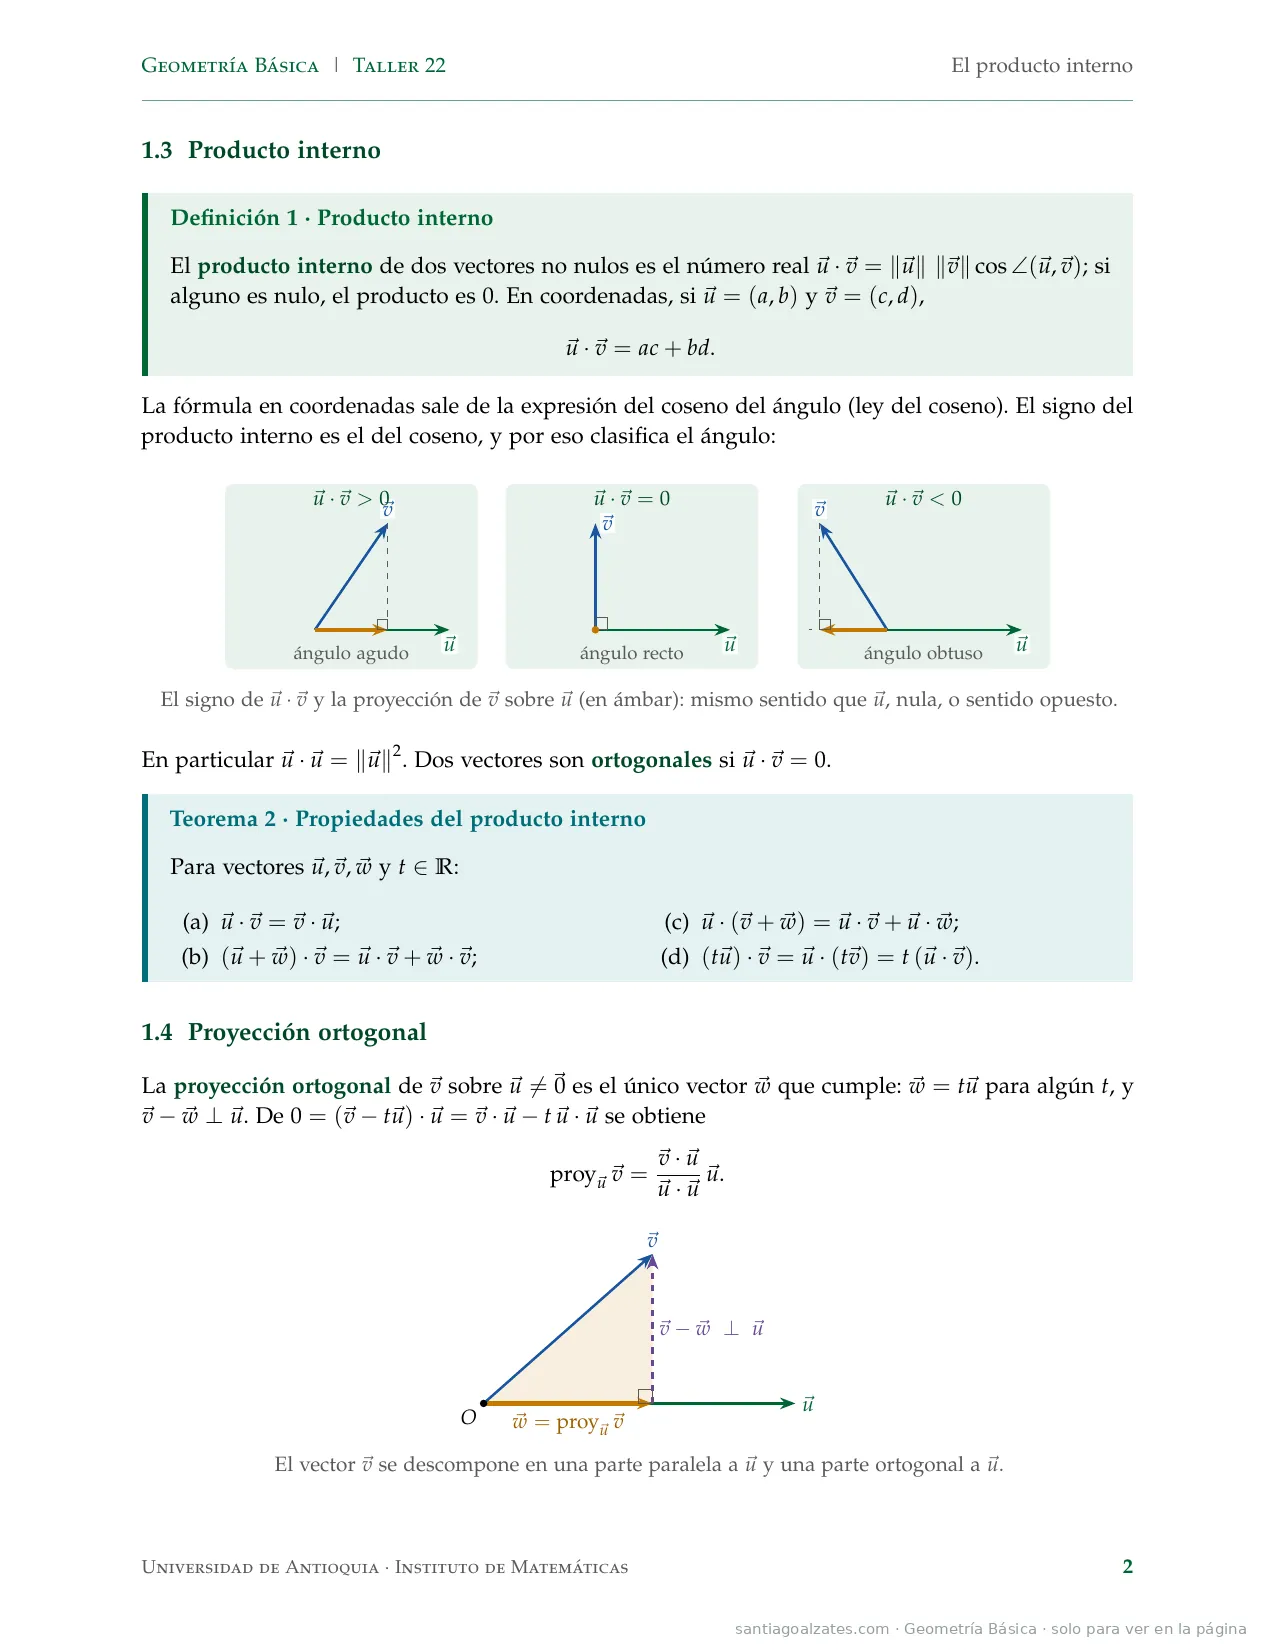 Geometría Básica | Taller 22
El producto interno
1.3 Producto interno
Definición 1 · Producto interno
El producto interno de dos vectores no nulos es el número real u⃗ · v⃗ = ‖u⃗‖ ‖v⃗‖ cos ∠(u⃗, v⃗); si
alguno es nulo, el producto es 0. En coordenadas, si u⃗ = (a, b) y v⃗ = (c, d),
u⃗ · v⃗ = ac + bd.
La fórmula en coordenadas sale de la expresión del coseno del ángulo (ley del coseno). El signo del
producto interno es el del coseno, y por eso clasifica el ángulo:
u⃗ · v⃗ > 0
v⃗
u⃗
ángulo agudo
u⃗ · v⃗ = 0
v⃗
u⃗
ángulo recto
u⃗ · v⃗ < 0
v⃗
u⃗
ángulo obtuso
El signo de u⃗ · v⃗ y la proyección de v⃗ sobre u⃗ (en ámbar): mismo sentido que u⃗, nula, o sentido opuesto.
En particular u⃗ · u⃗ = ‖u⃗‖². Dos vectores son ortogonales si u⃗ · v⃗ = 0.
Teorema 2 · Propiedades del producto interno
Para vectores u⃗, v⃗, w⃗ y t ∈ ℝ:
(a) u⃗ · v⃗ = v⃗ · u⃗;
(b) (u⃗ + w⃗) · v⃗ = u⃗ · v⃗ + w⃗ · v⃗;
(c) u⃗ · (v⃗ + w⃗) = u⃗ · v⃗ + u⃗ · w⃗;
(d) (tu⃗) · v⃗ = u⃗ · (tv⃗) = t (u⃗ · v⃗).
1.4 Proyección ortogonal
La proyección ortogonal de v⃗ sobre u⃗ ≠ 0⃗ es el único vector w⃗ que cumple: w⃗ = tu⃗ para algún t, y
v⃗ − w⃗ ⊥ u⃗. De 0 = (v⃗ − tu⃗) · u⃗ = v⃗ · u⃗ − t u⃗ · u⃗ se obtiene
proy_u⃗ v⃗ = (v⃗ · u⃗)/(u⃗ · u⃗) u⃗.
v⃗
v⃗ − w⃗ ⊥ u⃗
u⃗
O
w⃗ = proy_u⃗ v⃗
El vector v⃗ se descompone en una parte paralela a u⃗ y una parte ortogonal a u⃗.
Universidad de Antioquia · Instituto de Matemáticas
2
santiagoalzates.com · Geometría Básica · solo para ver en la página